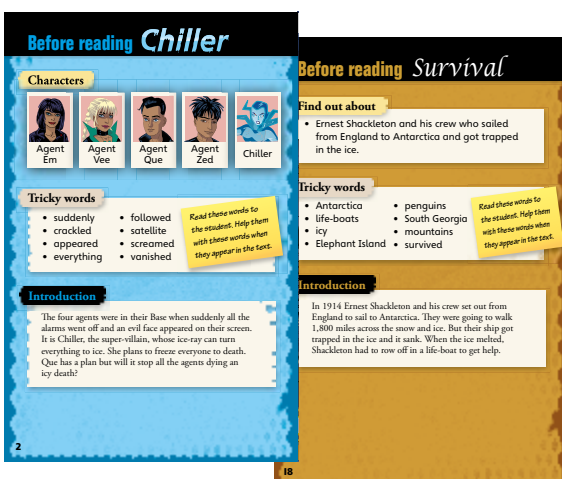 Before reading Chiller
Characters
Agent
Em
Agent
Vee
Agent
Que
Agent
Zed
Chiller
Tricky words
• suddenly
• crackled
• appeared
• everything
• followed
• satellite
• screamed
• vanished
Read these words to
the student. Help them
with these words when
they appear in the text.
Introduction
The four agents were in their Base when suddenly all the
alarms went off and an evil face appeared on their screen.
It is Chiller, the super-villain, whose ice-ray can turn
everything to ice. She plans to freeze everyone to death.
Que has a plan but will it stop all the agents dying an
icy death?
2
Before reading Survival
Find out about
• Ernest Shackleton and his crew who sailed
from England to Antarctica and got trapped
in the ice.
Tricky words
• Antarctica
• life-boats
• icy
• Elephant Island
• penguins
• South Georgia
• mountains
• survived
Read these words to
the student. Help them
with these words when
they appear in the text.
Introduction
In 1914 Ernest Shackleton and his crew set out from
England to sail to Antarctica. They were going to walk
1,800 miles across the snow and ice. But their ship got
trapped in the ice and it sank. When the ice melted,
Shackleton had to row off in a life-boat to get help.
18